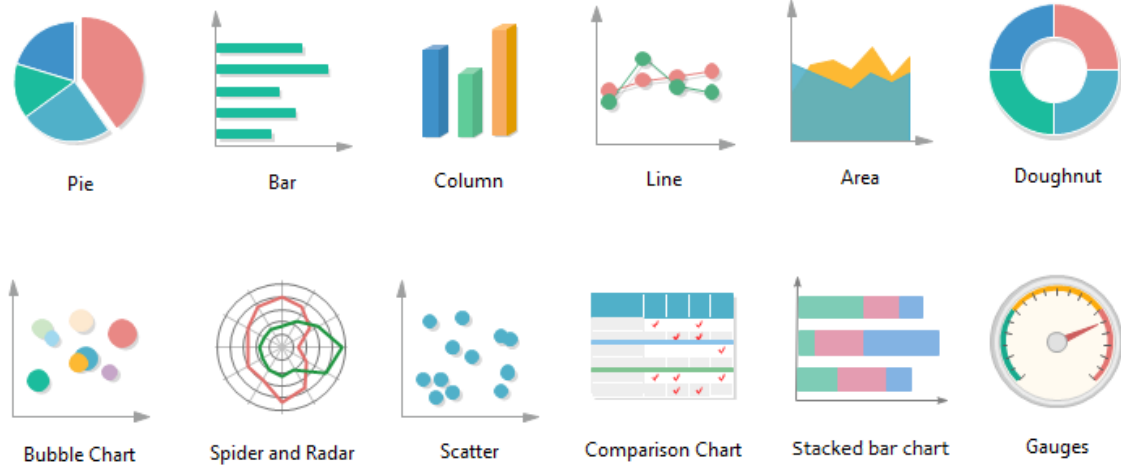 Pie
Bar
Column
Line
Area
Doughnut
Bubble Chart
Spider and Radar
Scatter
Comparison Chart
Stacked bar chart
Gauges